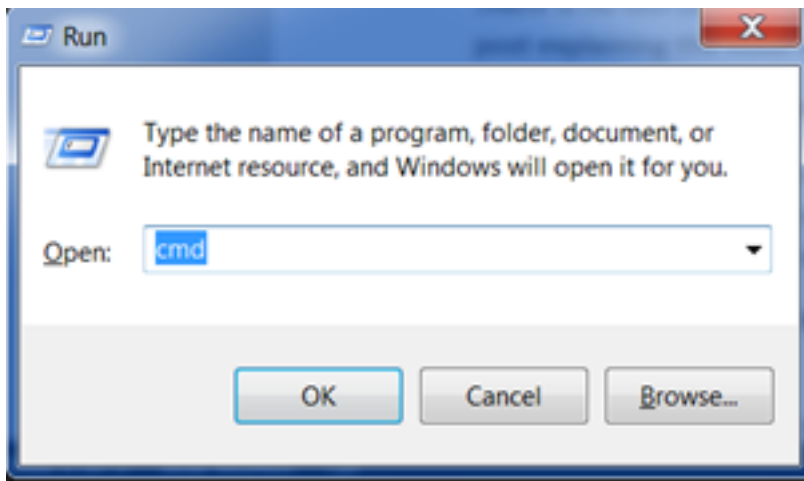 Run
Type the name of a program, folder, document, or
Internet resource, and Windows will open it for you.
Open:
cmd
OK
Cancel
Browse...